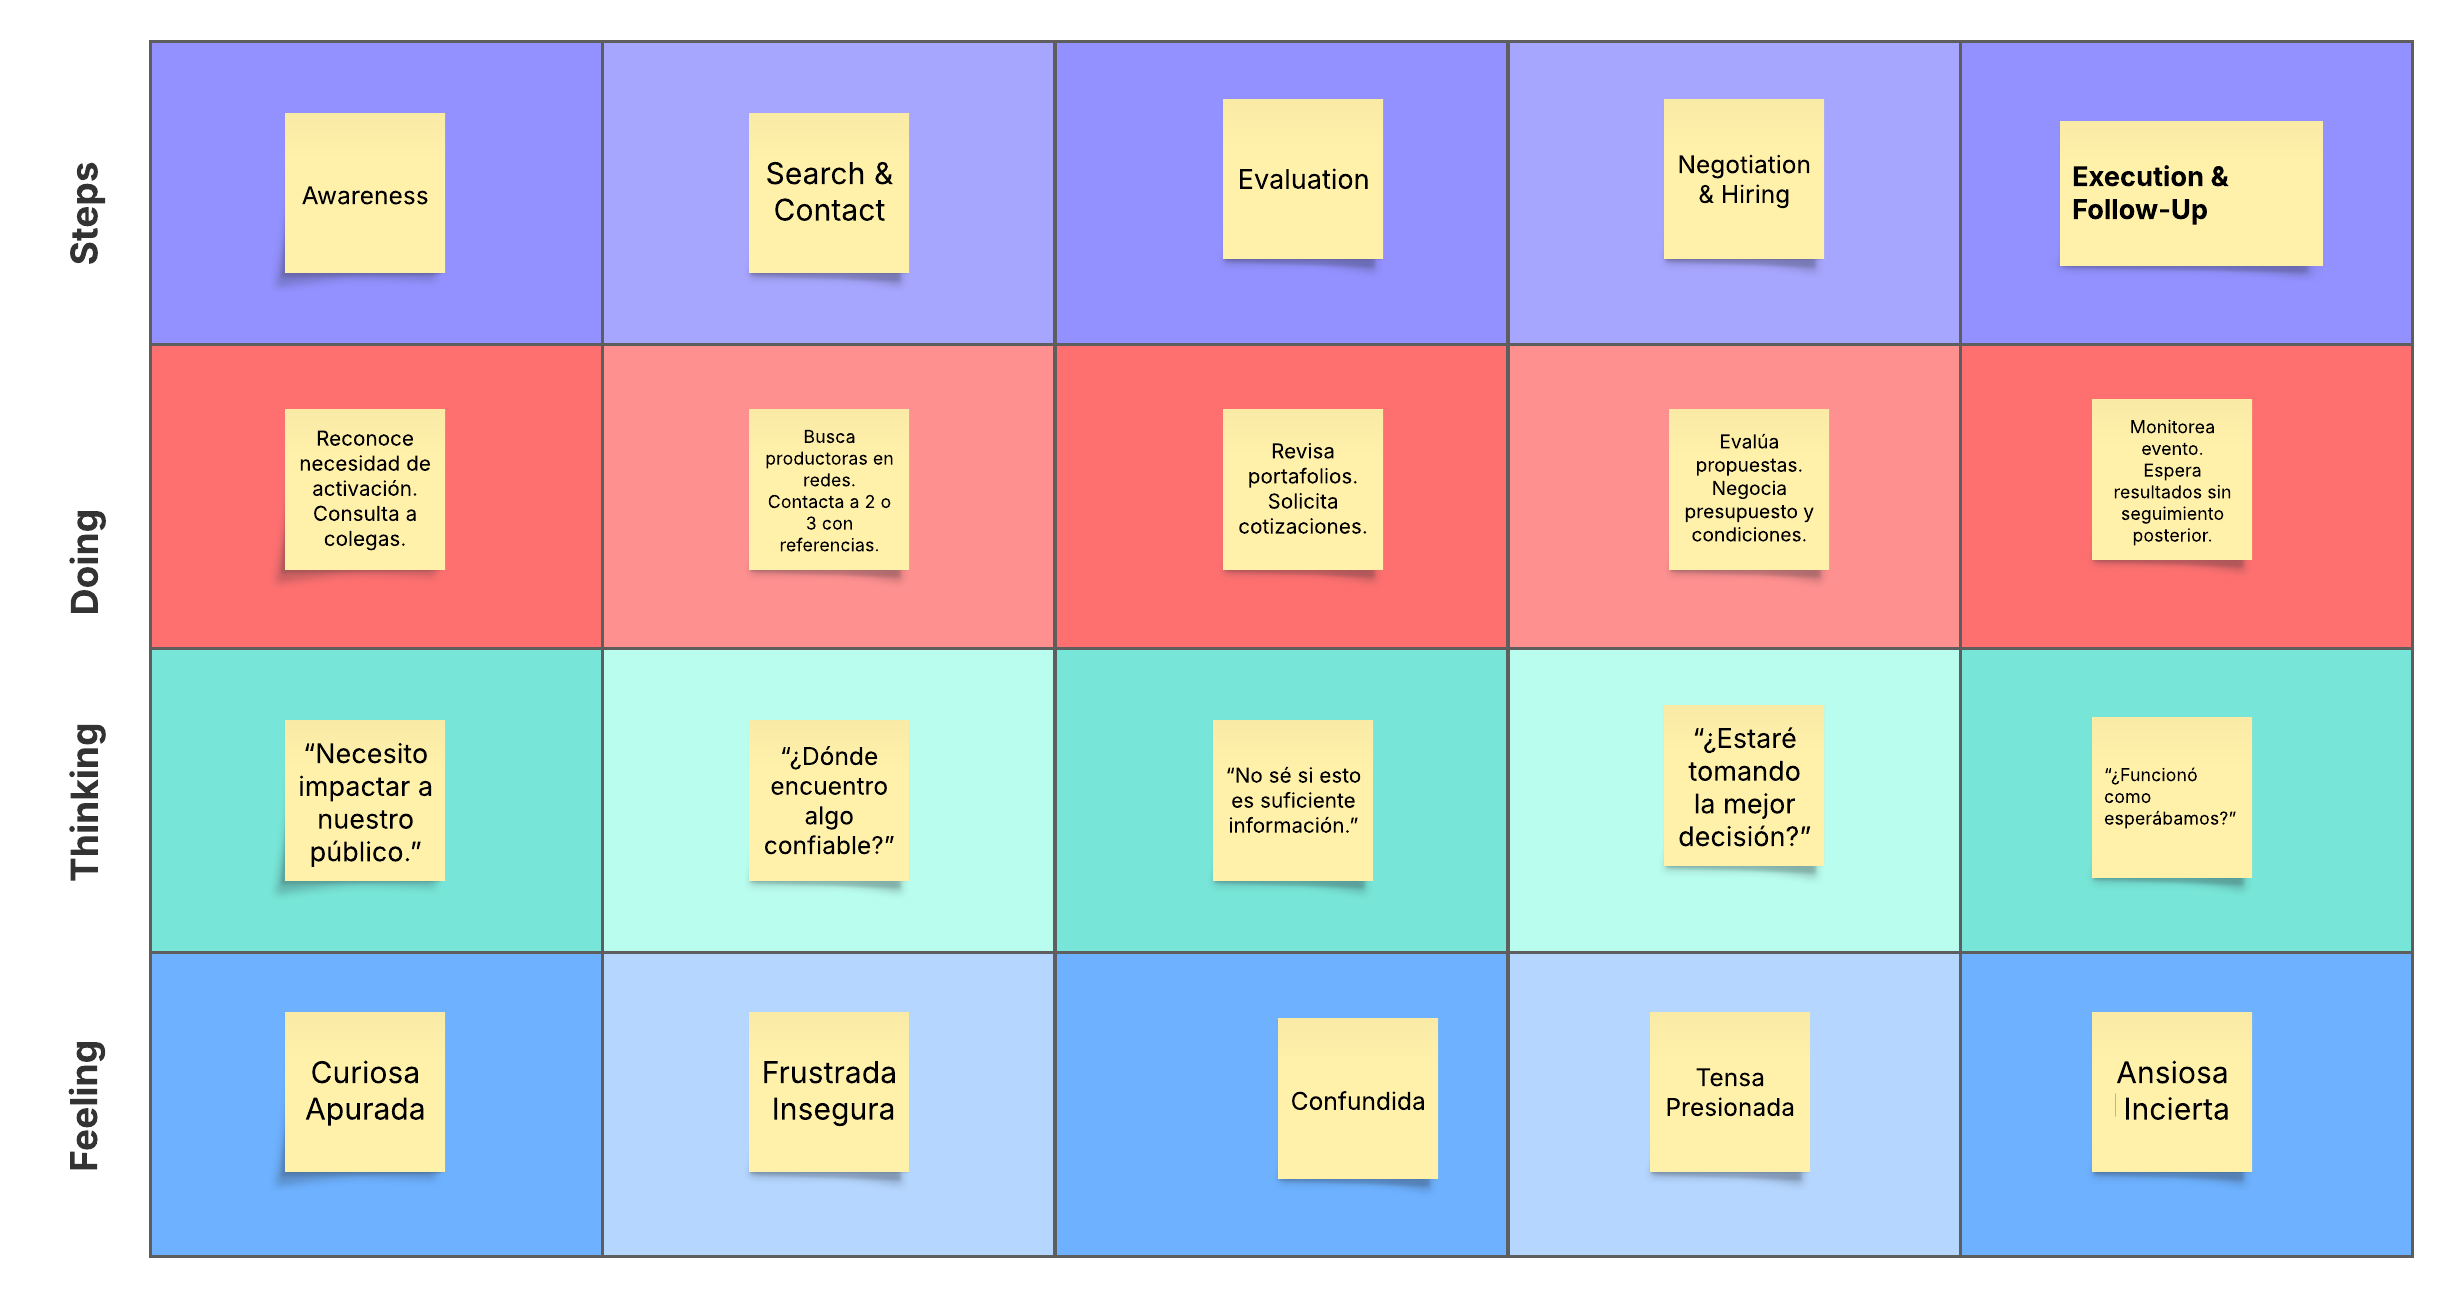 Steps
Awareness
Search &
Contact
Evaluation
Negotiation
& Hiring
Execution &
Follow-Up
Doing
Reconoce
necesidad de
activación.
Consulta a
colegas.
Busca
productoras en
redes.
Contacta a 2 o
3 con
referencias.
Revisa
portafolios.
Solicita
cotizaciones.
Evalúa
propuestas.
Negocia
presupuesto y
condiciones.
Monitorea
evento.
Espera
resultados sin
seguimiento
posterior.
Thinking
“Necesito
impactar a
nuestro
público.”
“¿Dónde
encuentro
algo
confiable?”
“No sé si esto
es suficiente
información.”
“¿Estaré
tomando
la mejor
decisión?”
“¿Funcionó
como
esperábamos?”
Feeling
Curiosa
Apurada
Frustrada
Insegura
Confundida
Tensa
Presionada
Ansiosa
Incierta